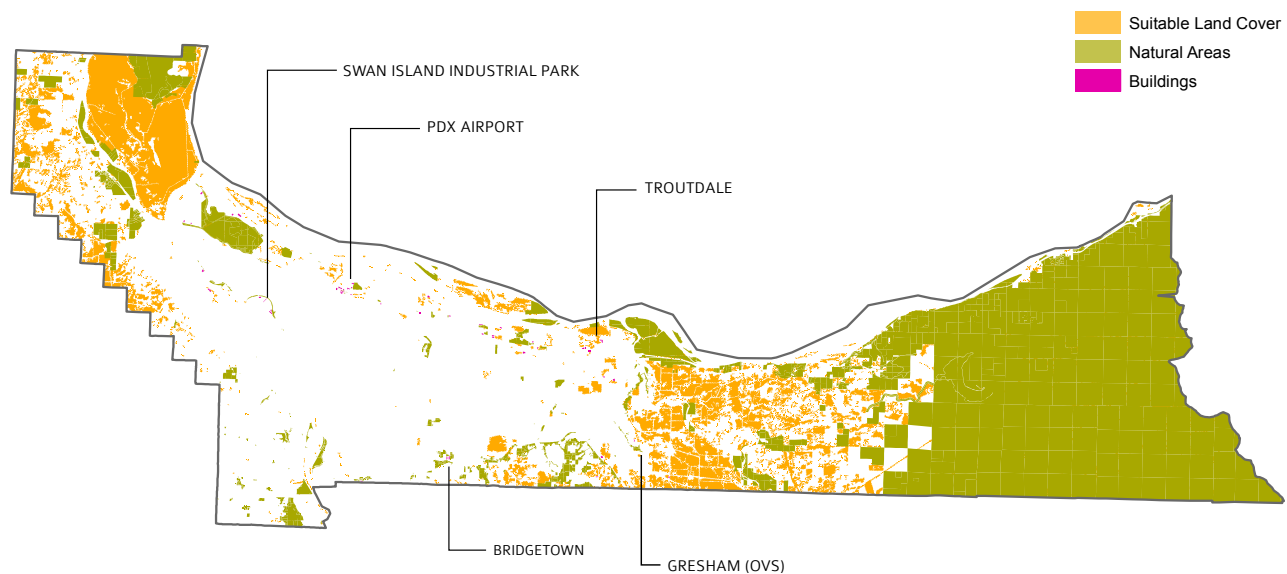 Suitable Land Cover
Natural Areas
Buildings
SWAN ISLAND INDUSTRIAL PARK
PDX AIRPORT
TROUTDALE
BRIDGETOWN
GRESHAM (OVS)